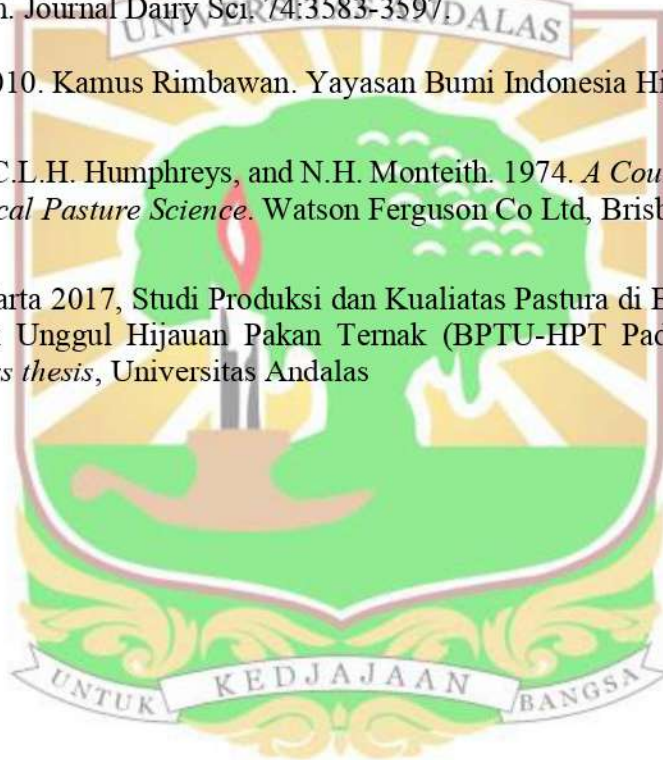 n. Journal Dairy Sci. 74:3583-3597.
UNIVERSITAS ANDALAS
010. Kamus Rimbawan. Yayasan Bumi Indonesia Hi
C.L.H. Humphreys, and N.H. Monteith. 1974. A Cou
cal Pasture Science. Watson Ferguson Co Ltd, Brisb
arta 2017, Studi Produksi dan Kualiatas Pastura di B
Unggul Hijauan Pakan Ternak (BPTU-HPT Pad
s thesis, Universitas Andalas
UNTUK KEDJAJAAN BANGSA